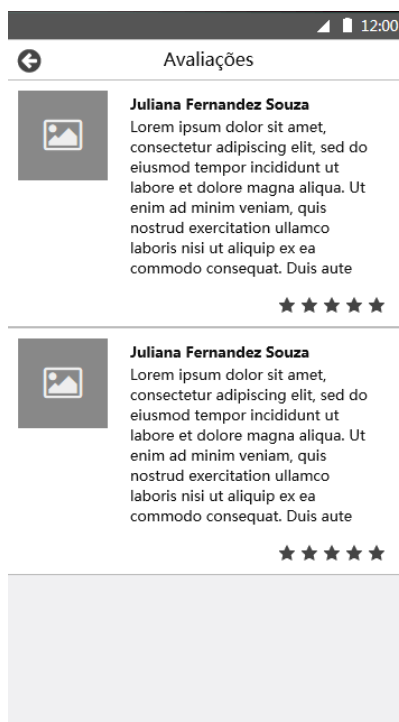 12:00
Avaliações
Juliana Fernandez Souza
Lorem ipsum dolor sit amet,
consectetur adipiscing elit, sed do
eiusmod tempor incididunt ut
labore et dolore magna aliqua. Ut
enim ad minim veniam, quis
nostrud exercitation ullamco
laboris nisi ut aliquip ex ea
commodo consequat. Duis aute
Juliana Fernandez Souza
Lorem ipsum dolor sit amet,
consectetur adipiscing elit, sed do
eiusmod tempor incididunt ut
labore et dolore magna aliqua. Ut
enim ad minim veniam, quis
nostrud exercitation ullamco
laboris nisi ut aliquip ex ea
commodo consequat. Duis aute